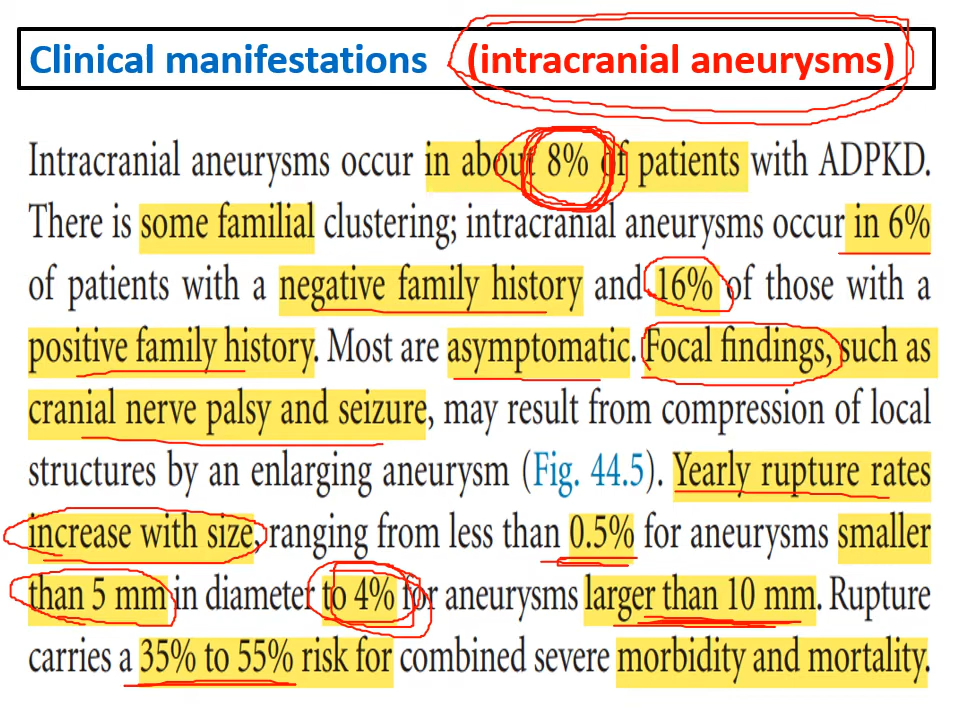 Clinical manifestations (intracranial aneurysms)
Intracranial aneurysms occur in about 8% of patients with ADPKD.
There is some familial clustering; intracranial aneurysms occur in 6%
of patients with a negative family history and 16% of those with a
positive family history. Most are asymptomatic. Focal findings, such as
cranial nerve palsy and seizure, may result from compression of local
structures by an enlarging aneurysm (Fig. 44.5). Yearly rupture rates
increase with size, ranging from less than 0.5% for aneurysms smaller
than 5 mm in diameter to 4% for aneurysms larger than 10 mm. Rupture
carries a 35% to 55% risk for combined severe morbidity and mortality.